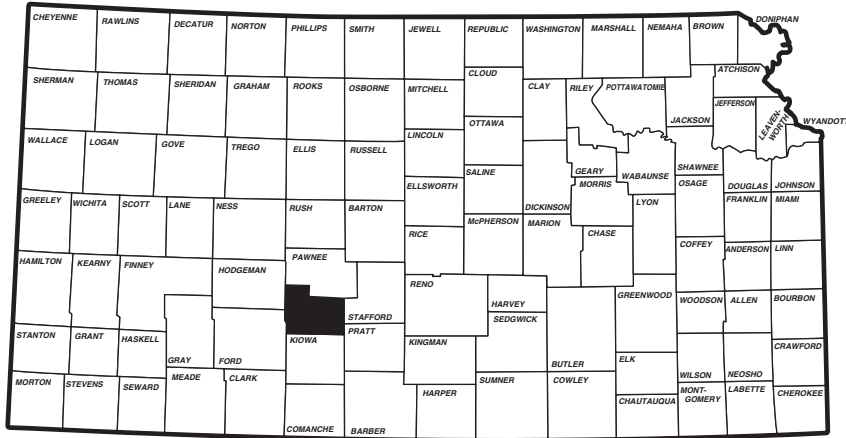 CHEYENNE RAWLINS DECATUR NORTON PHILLIPS SMITH JEWELL REPUBLIC WASHINGTON MARSHALL NEMAHA BROWN DONIPHAN
SHERMAN THOMAS SHERIDAN GRAHAM ROOKS OSBORNE MITCHELL CLOUD CLAY RILEY POTTAWATOMIE JACKSON ATCHISON
JEFFERSON
LEAVEN-
WORTH
WYANDOTT
WALLACE LOGAN GOVE TREGO ELLIS RUSSELL LINCOLN OTTAWA
SALINE
DICKINSON
GEARY
MORRIS
WABAUNSE
SHAWNEE
OSAGE
DOUGLAS
JOHNSON
GREELEY WICHITA SCOTT LANE NESS RUSH BARTON ELLSWORTH
RICE
McPHERSON
MARION
CHASE
LYON
FRANKLIN
MIAMI
COFFEY
ANDERSON
LINN
HAMILTON KEARNY FINNEY HODGEMAN PAWNEE
STAFFORD
RENO
HARVEY
SEDGWICK
GREENWOOD
WOODSON
ALLEN
BOURBON
STANTON GRANT HASKELL GRAY FORD KIOWA PRATT KINGMAN
BUTLER
ELK
WILSON
NEOSHO
CRAWFORD
MORTON STEVENS SEWARD MEADE CLARK COMANCHE BARBER HARPER SUMNER COWLEY CHAUTAUQUA
MONT-
GOMERY
LABETTE
CHEROKEE